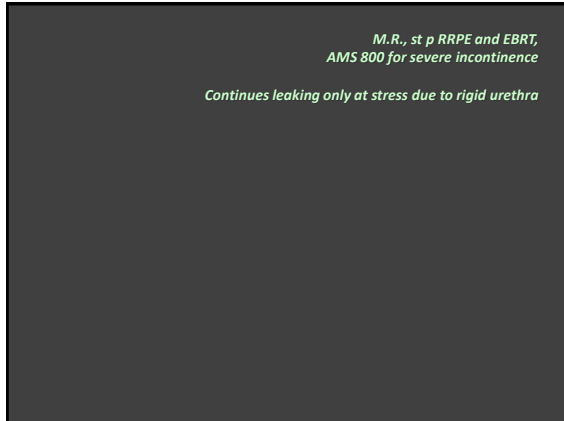 M.R., st p RRPE and EBRT,
AMS 800 for severe incontinence
Continues leaking only at stress due to rigid urethra